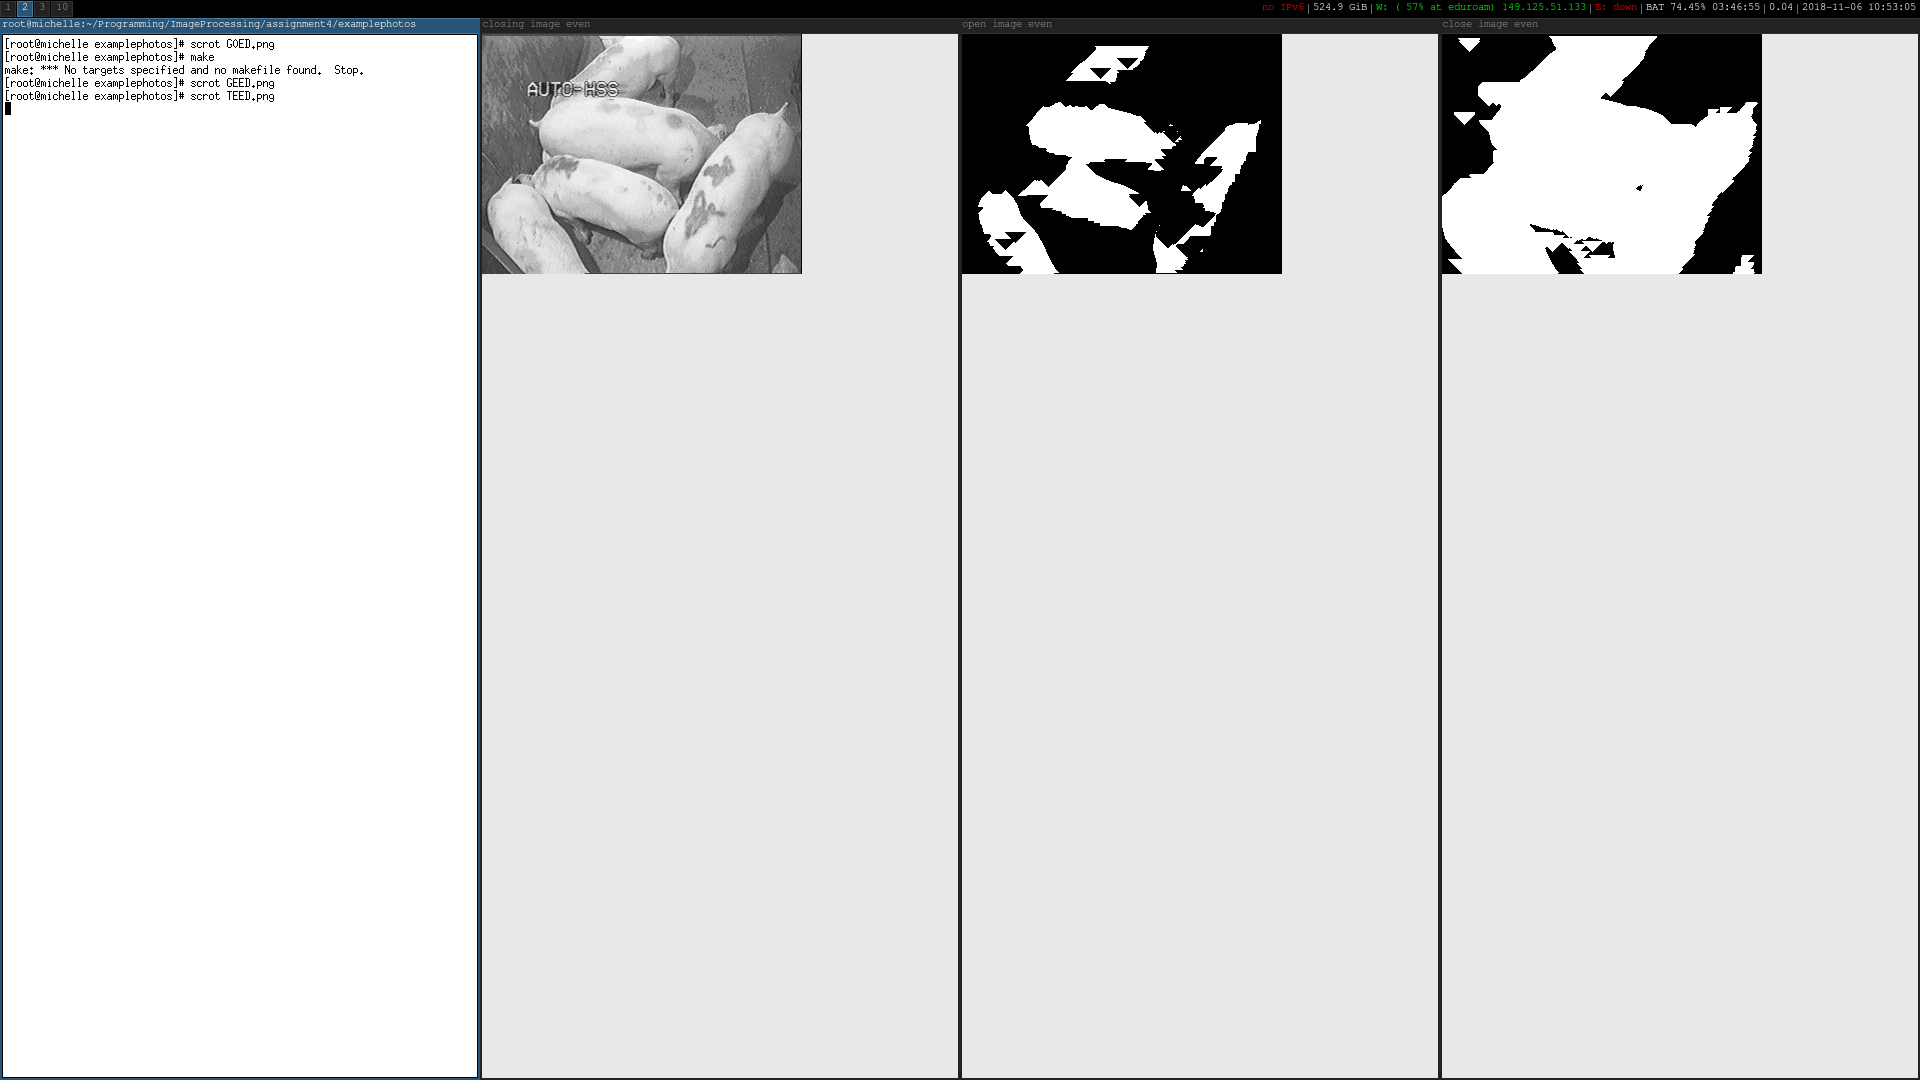 1 2 3 10
no IPv6|524.9 GiB|W: ( 57% at eduroam) 149.125.51.133|E: down|BAT 74.45% 03:46:55|0.04|2018-11-06 10:53:05
root@michelle:~/Programming/ImageProcessing/assignment4/examplephotos
[root@michelle examplephotos]# scrot GOED.png
[root@michelle examplephotos]# make
make: *** No targets specified and no makefile found.  Stop.
[root@michelle examplephotos]# scrot GEED.png
[root@michelle examplephotos]# scrot TEED.png
closing image even
AUTO-HSS
open image even
close image even